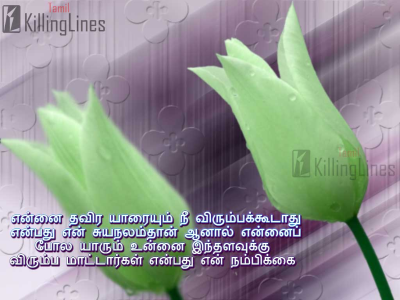 Tamil
KillingLines
Tamil
KillingLines
என்னை தவிர யாரையும் நீ விரும்பக்கூடாது
என்பது என் சுயநலம்தான் ஆனால் என்னைப்
போல யாரும் உன்னை இந்தளவுக்கு
விரும்ப மாட்டார்கள் என்பது என் நம்பிக்கை